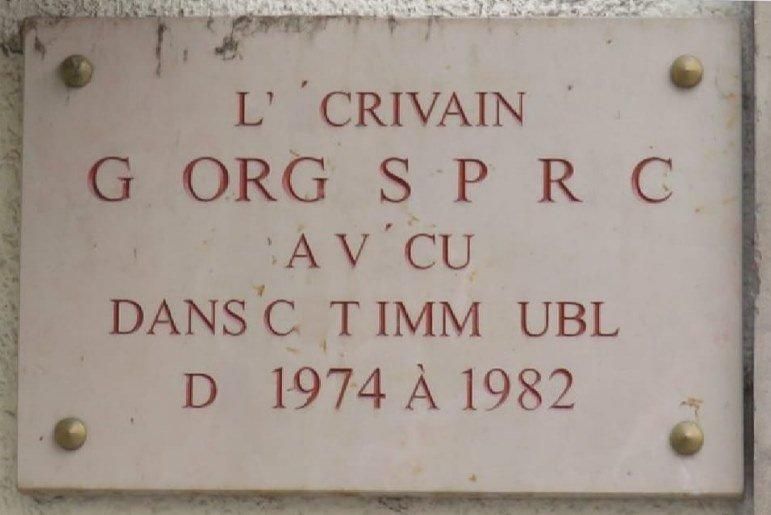 L' ´CRIVAIN
G ORG S P R C
A V ´CU
DANS C T IMM UBL
D 1974 À 1982